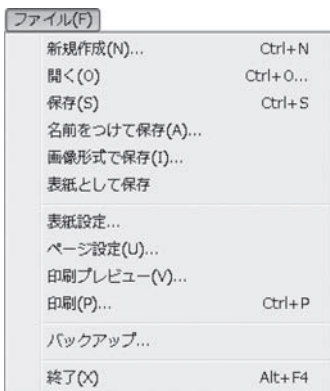 ファイル(F)
新規作成(N)... Ctrl+N
開く(O) Ctrl+O...
保存(S) Ctrl+S
名前をつけて保存(A)...
画像形式で保存(I)...
表紙として保存
表紙設定...
ページ設定(U)...
印刷プレビュー(V)...
印刷(P)... Ctrl+P
バックアップ...
終了(X) Alt+F4